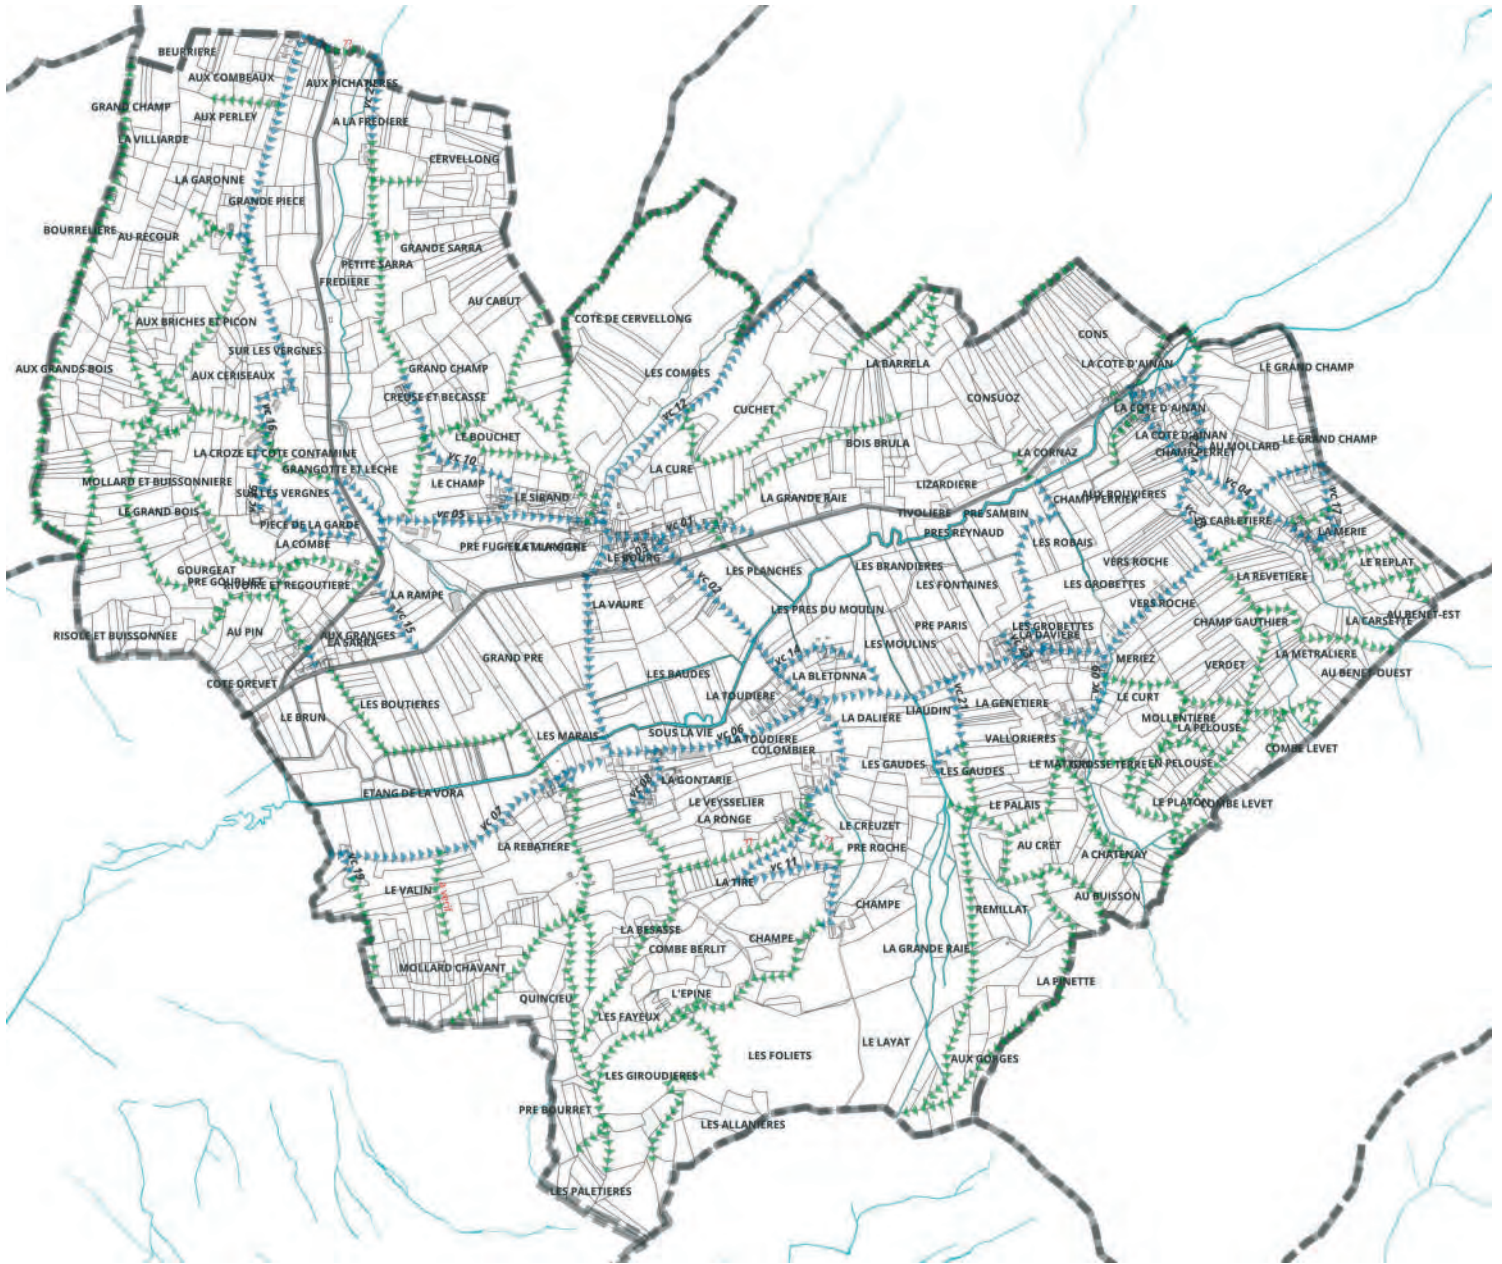 BEURRIERE
AUX COMBEAUX
AUX PICHATIERES
GRAND CHAMP
AUX PERLEY
A LA FREDIERE
LA VILLIARDE
CERVELLONG
LA GARONNE
GRANDE PIECE
BOURRELIERE
AU RECOUR
GRANDE SARRA
PETITE SARRA
FREDIERE
AU CABUT
COTE DE CERVELLONG
AUX BRICHES ET PICON
SUR LES VERGNES
CONS
AUX GRANDS BOIS
AUX CERISEAUX
GRAND CHAMP
LES COMBES
LA BARRELA
LA COTE D'AINAN
LE GRAND CHAMP
CREUSE ET BECASSE
VC 12
CUCHET
CONSUOZ
LA COTE D'AINAN
VC 16
LE BOUCHET
BOIS BRULA
LA COTE D'AINAN
AU MOLLARD
LE GRAND CHAMP
LA CROZE ET COTE CONTAMINE
VC 10
LA CORNAZ
CHAMP PERRET
GRANGOTTE ET LECHE
LA CURE
MOLLARD ET BUISSONNIERE
LE CHAMP
LIZARDIERE
VC 04
SUR LES VERGNES
LE SIRAND
LA GRANDE RAIE
CHAMP PERRIER
AUX BOUVIERES
VC 17
LE GRAND BOIS
VC 05
TIVOLIERE
PRE SAMBIN
LA CARLETIERE
PIECE DE LA GARDE
VC 01
PRES REYNAUD
LA MERIE
LA COMBE
VC 03
LES ROBAIS
LE BOURG
VERS ROCHE
LE REPLAT
GOURGEAT
LES PLANCHES
LES BRANDIERES
LA REVETIERE
RIVOIRE ET REGOUTIERE
VC 02
LES FONTAINES
LES GROBETTES
LA RAMPE
LA VAURE
LES PRES DU MOULIN
VERS ROCHE
AU BENET-EST
VC 15
PRE PARIS
LES GROBETTES
CHAMP GAUTHIER
LA CARSETTE
RISOLE ET BUISSONNEE
AU PIN
AUX GRANGES
LA SARRA
LES MOULINS
LA DAVIERE
GRAND PRE
VC 14
MERIEZ
VERDET
LA METRALIERE
COTE DREVET
LES BAUDES
LA BLETONNA
VC 09
AU BENET-OUEST
LES BOUTIERES
LA TOUDIERE
VC 21
LE CURT
LE BRUN
LIAUDIN
LA GENETIERE
LA DALIERE
MOLLENTIERE
LA PELOUSE
LES MARAIS
SOUS LA VIE
VC 06
LA TOUDIERE
VALLORIERES
COLOMBIER
COMBE LEVET
LES GAUDES
LES GAUDES
GROSSE TERRE
EN PELOUSE
VC 08
LA GONTARIE
ETANG DE LA VORA
LE VEYSSELIER
LE PALAIS
LE PLATON
COMBE LEVET
VC 07
LA RONGE
LE CREUZET
LA REBATIERE
PRE ROCHE
AU CRET
A CHATENAY
VC 19
VC 11
LE VALIN
LA TIRE
AU BUISSON
CHAMPE
REMILLAT
LA BESASSE
CHAMPE
COMBE BERLIT
LA GRANDE RAIE
MOLLARD CHAVANT
LA PINETTE
L'EPINE
QUINCIEU
LES FAYEUX
LE LAYAT
LES FOLIETS
AUX GORGES
LES GIROUDIERES
PRE BOURRET
LES ALLANIERES
LES PALETIERES